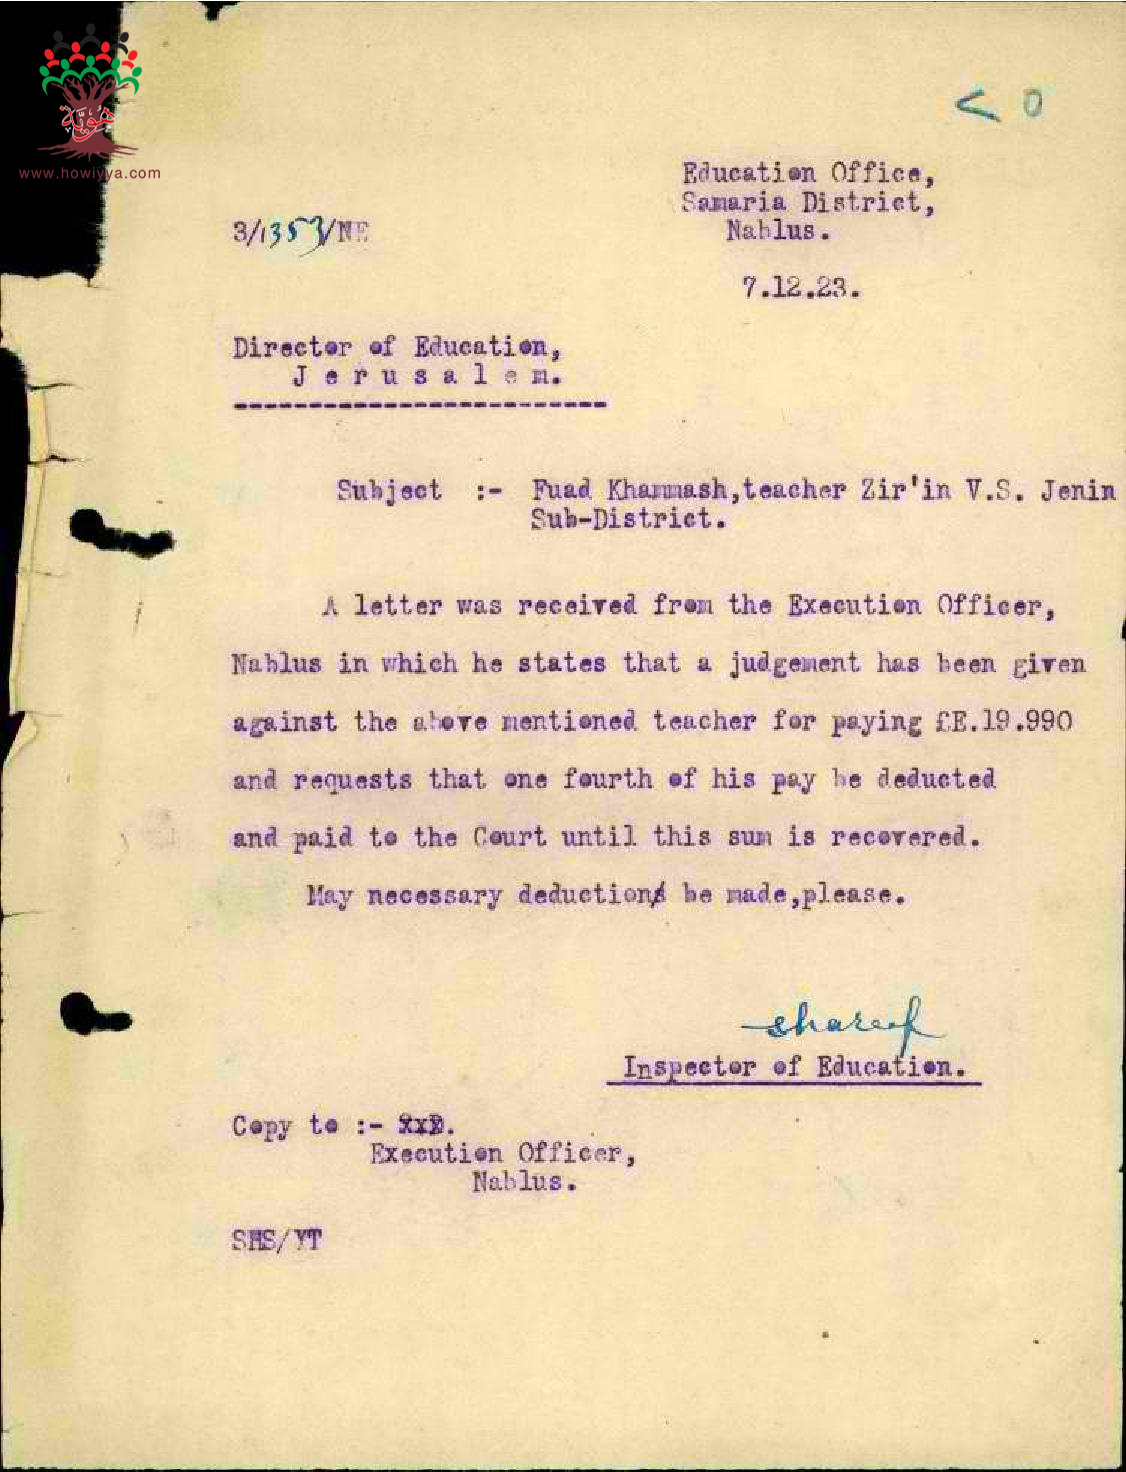 هُوِيَّة
www.howiyya.com
< 0
Education Office,
Samaria District,
Nablus.
3/1353/NE
7.12.23.
Director of Education,
J e r u s a l e m.
-------------------------
Subject :- Fuad Khammash,teacher Zir'in V.S. Jenin
Sub-District.
A letter was received from the Execution Officer,
Nablus in which he states that a judgement has been given
against the above mentioned teacher for paying £E.19.990
and requests that one fourth of his pay be deducted
and paid to the Court until this sum is recovered.
May necessary deduction be made,please.
shareef
Inspector of Education.
Copy to :-
Execution Officer,
Nablus.
SMS/YT